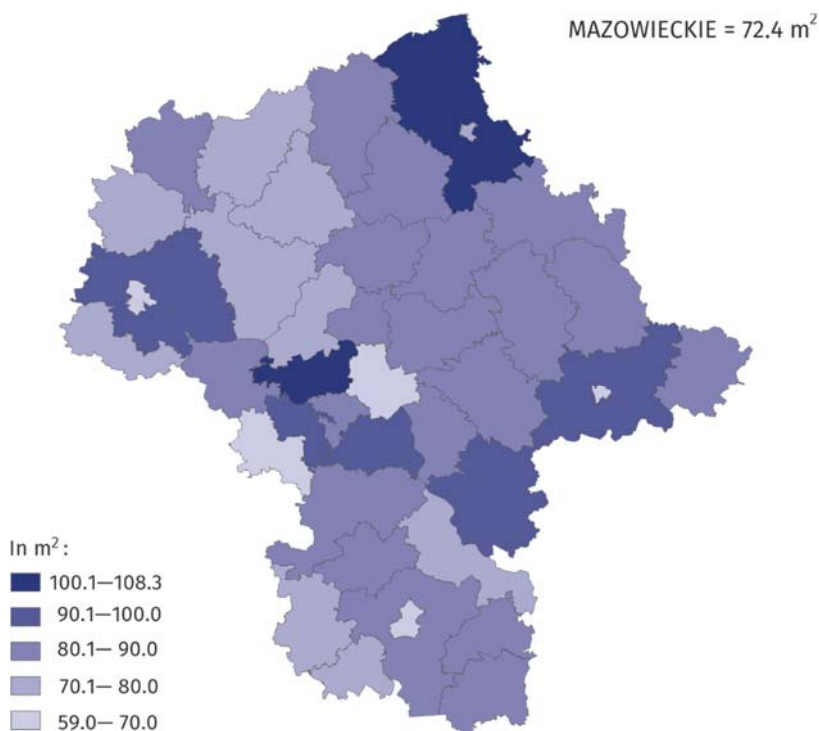 MAZOWIECKIE = 72.4 m²
In m² :
100.1—108.3
90.1—100.0
80.1— 90.0
70.1— 80.0
59.0— 70.0